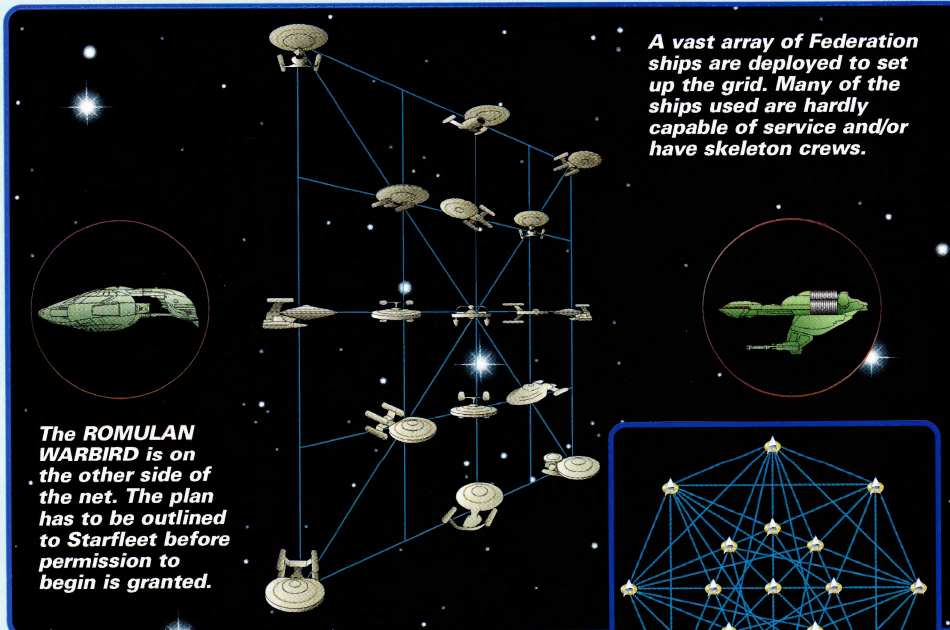 A vast array of Federation
ships are deployed to set
up the grid. Many of the
ships used are hardly
capable of service and/or
have skeleton crews.
The ROMULAN
WARBIRD is on
the other side of
the net. The plan
has to be outlined
to Starfleet before
permission to
begin is granted.